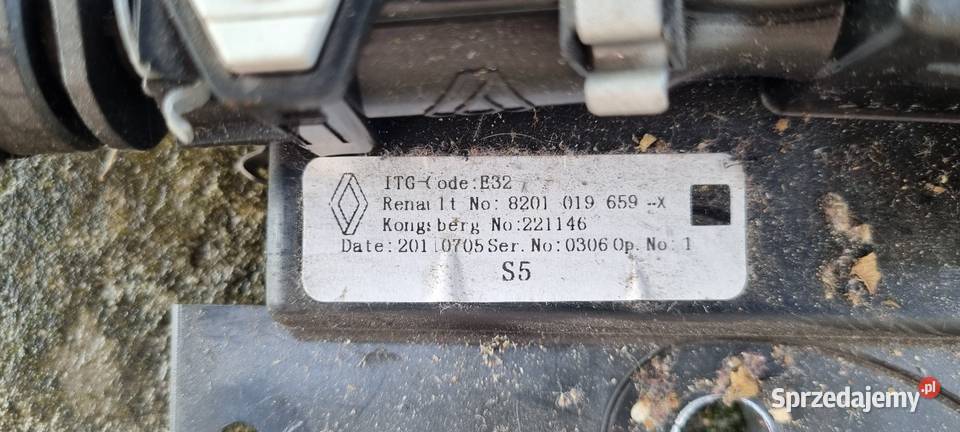 ITG-Code:E32
Renault No: 8201 019 659 --X
Kongsberg No:221146
Date: 20110705 Ser. No:0306 Op. No: 1
S5
Sprzedajemy.pl